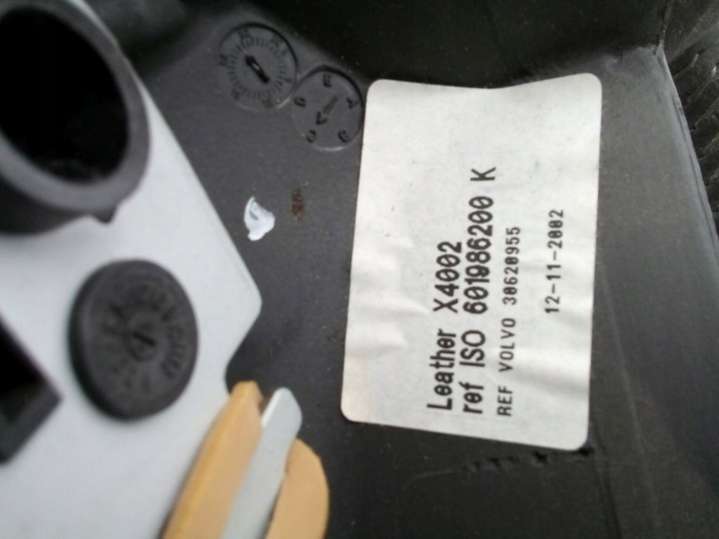 Leather X4002
ref ISO 601986200 K
REF VOLVO 30620955
12-11-2002